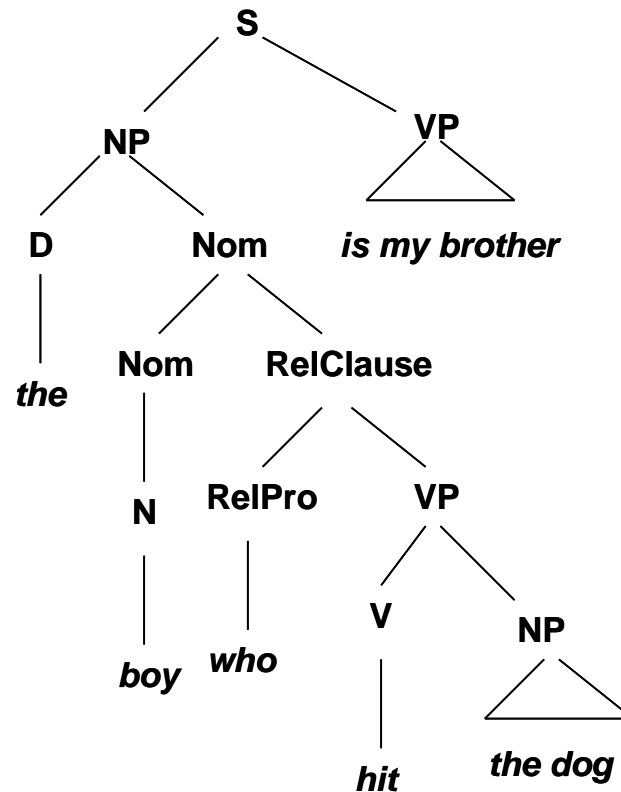 S
NP VP
D Nom is my brother
the Nom RelClause
N RelPro VP
boy who V NP
hit the dog